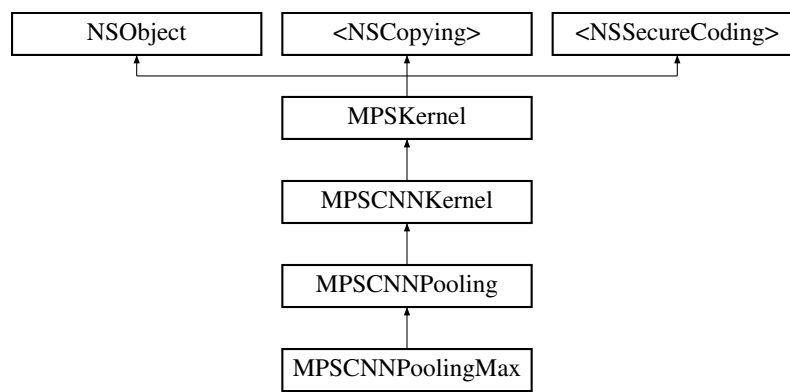 NSObject
<NSCopying>
<NSSecureCoding>
MPSKernel
MPSCNNKernel
MPSCNNPooling
MPSCNNPoolingMax